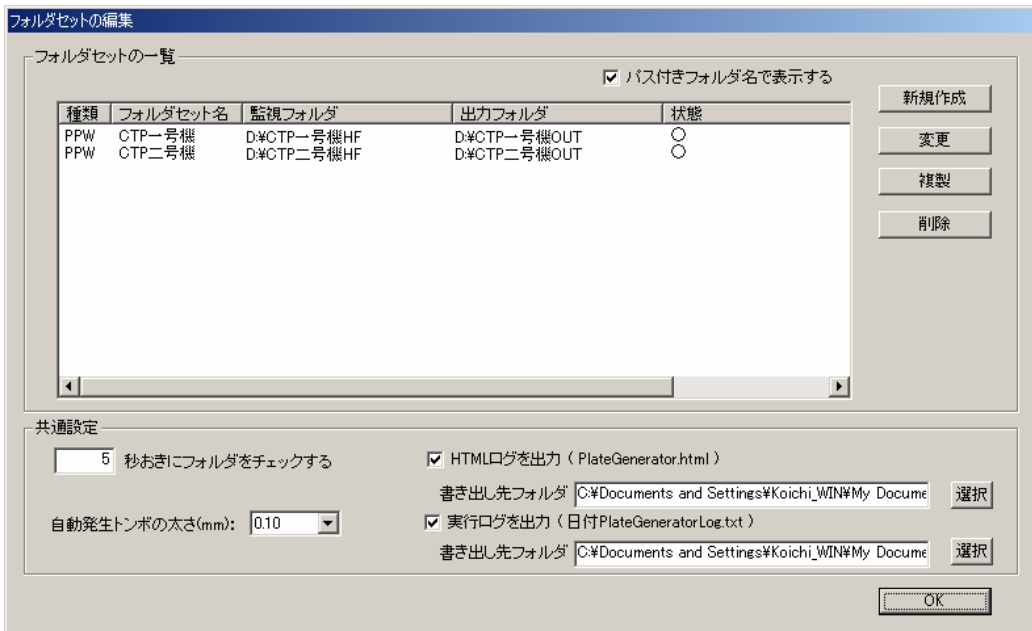 フォルダセットの編集
フォルダセットの一覧
パス付きフォルダ名で表示する
種類 フォルダセット名 監視フォルダ 出力フォルダ 状態
PPW CTP一号機 D:¥CTP一号機HF D:¥CTP一号機OUT ○
PPW CTP二号機 D:¥CTP二号機HF D:¥CTP二号機OUT ○
新規作成
変更
複製
削除
共通設定
5 秒おきにフォルダをチェックする
自動発生トンボの太さ(mm): 0.10
HTMLログを出力 ( PlateGenerator.html )
書き出し先フォルダ C:¥Documents and Settings¥Koichi_WIN¥My Docume 選択
実行ログを出力 ( 日付PlateGeneratorLog.txt )
書き出し先フォルダ C:¥Documents and Settings¥Koichi_WIN¥My Docume 選択
OK